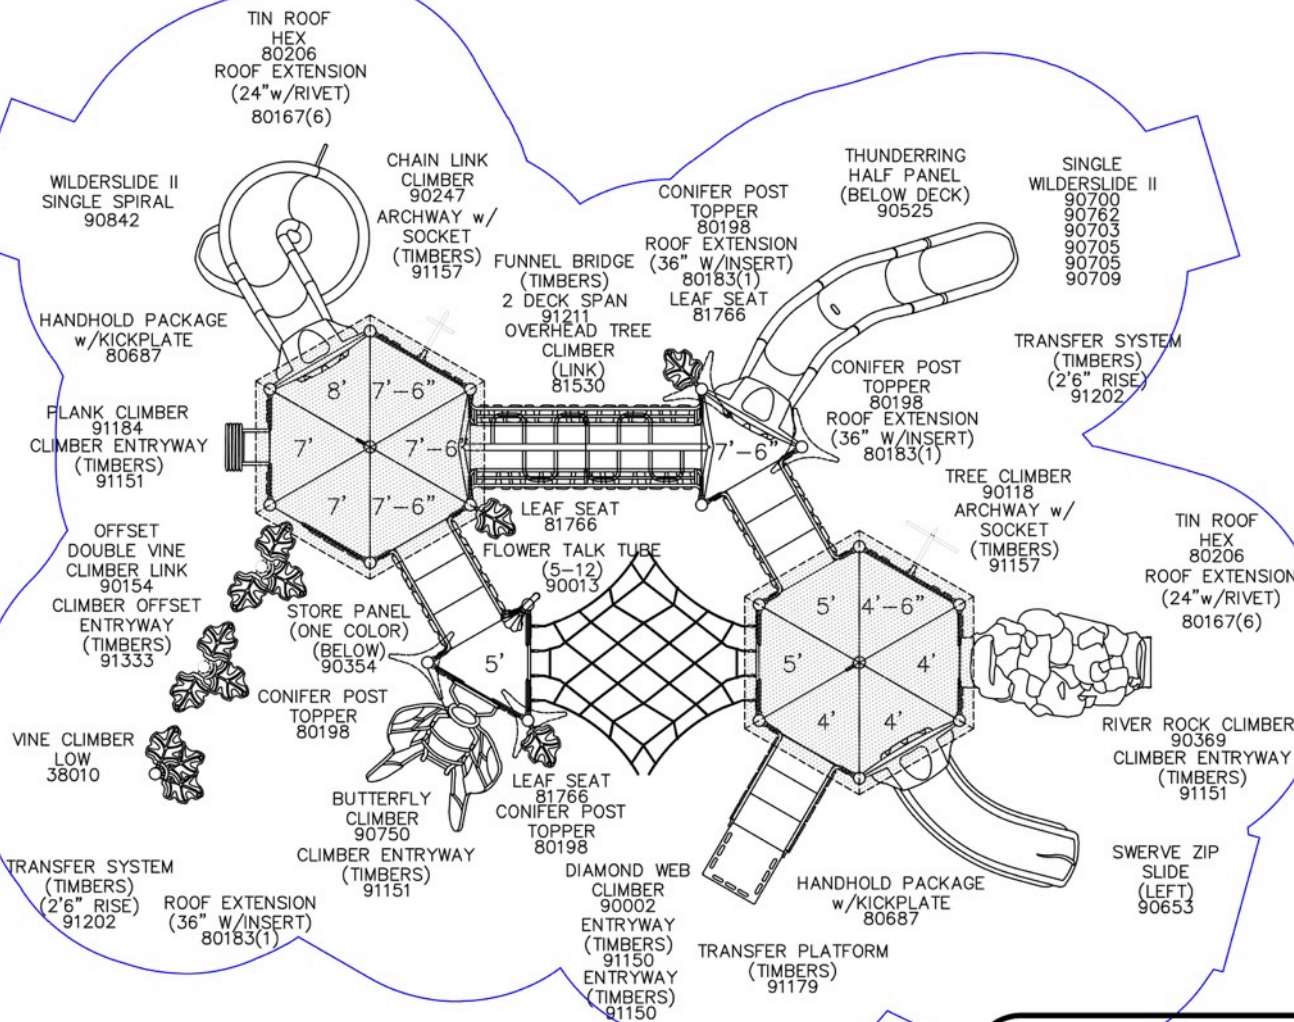 TIN ROOF
HEX
80206
ROOF EXTENSION
(24"w/RIVET)
80167(6)
WILDERSLIDE II
SINGLE SPIRAL
90842
CHAIN LINK
CLIMBER
90247
ARCHWAY w/
SOCKET
(TIMBERS)
91157
FUNNEL BRIDGE
(TIMBERS)
2 DECK SPAN
91211
OVERHEAD TREE
CLIMBER
(LINK)
81530
CONIFER POST
TOPPER
80198
ROOF EXTENSION
(36" W/INSERT)
80183(1)
LEAF SEAT
81766
THUNDERRING
HALF PANEL
(BELOW DECK)
90525
SINGLE
WILDERSLIDE II
90700
90762
90703
90705
90705
90709
HANDHOLD PACKAGE
w/KICKPLATE
80687
TRANSFER SYSTEM
(TIMBERS)
(2'6" RISE)
91202
CONIFER POST
TOPPER
80198
ROOF EXTENSION
(36" W/INSERT)
80183(1)
PLANK CLIMBER
91184
CLIMBER ENTRYWAY
(TIMBERS)
91151
8'
7'-6"
7'
7'-6"
7'
7'-6"
7'-6"
LEAF SEAT
81766
TREE CLIMBER
90118
ARCHWAY w/
SOCKET
(TIMBERS)
91157
TIN ROOF
HEX
80206
ROOF EXTENSION
(24"w/RIVET)
80167(6)
OFFSET
DOUBLE VINE
CLIMBER LINK
90154
CLIMBER OFFSET
ENTRYWAY
(TIMBERS)
91333
FLOWER TALK TUBE
(5-12)
90013
STORE PANEL
(ONE COLOR)
(BELOW)
90354
5'
5'
4'-6"
5'
4'
4'
4'
CONIFER POST
TOPPER
80198
VINE CLIMBER
LOW
38010
RIVER ROCK CLIMBER
90369
CLIMBER ENTRYWAY
(TIMBERS)
91151
BUTTERFLY
CLIMBER
90750
CLIMBER ENTRYWAY
(TIMBERS)
91151
LEAF SEAT
81766
CONIFER POST
TOPPER
80198
TRANSFER SYSTEM
(TIMBERS)
(2'6" RISE)
91202
ROOF EXTENSION
(36" W/INSERT)
80183(1)
DIAMOND WEB
CLIMBER
90002
ENTRYWAY
(TIMBERS)
91150
ENTRYWAY
(TIMBERS)
91150
HANDHOLD PACKAGE
w/KICKPLATE
80687
TRANSFER PLATFORM
(TIMBERS)
91179
SWERVE ZIP
SLIDE
(LEFT)
90653